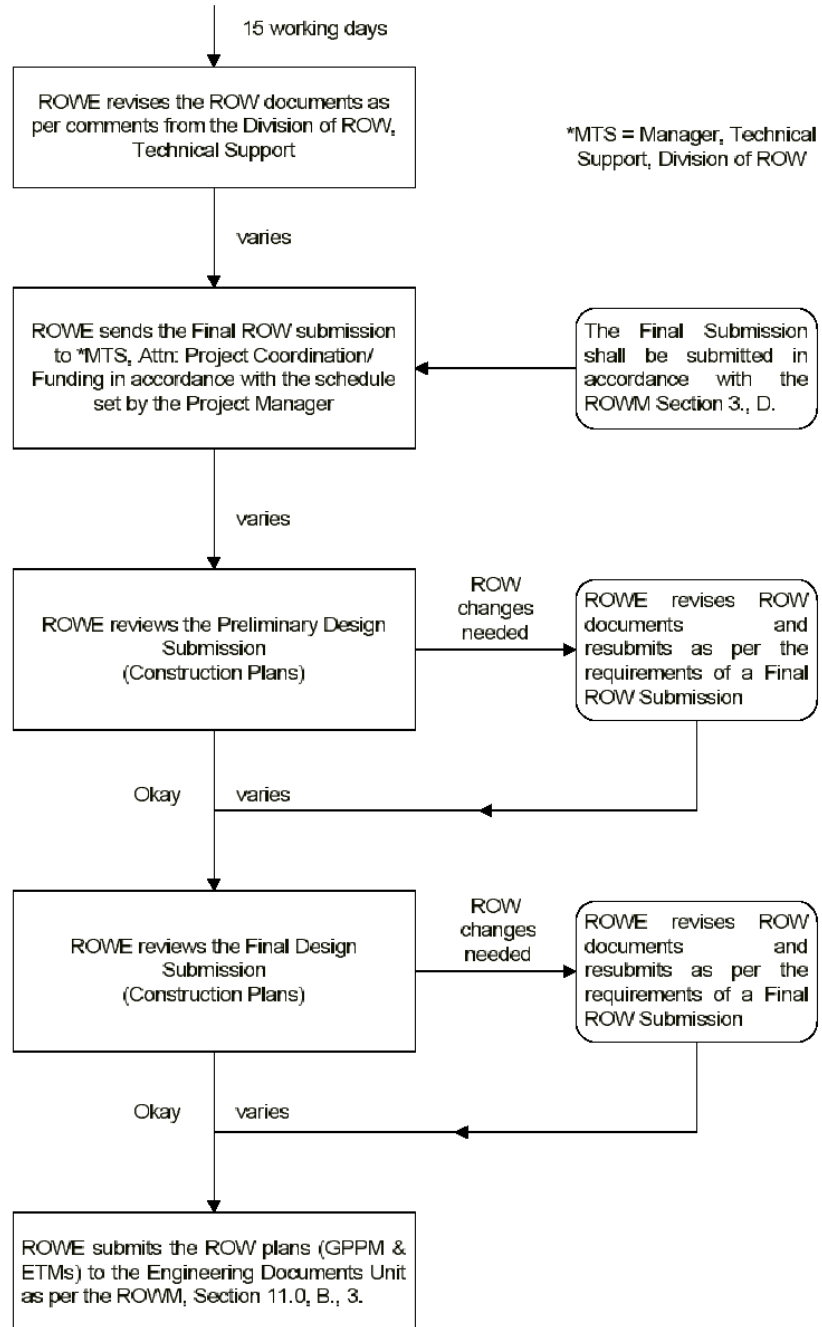 15 working days
ROWE revises the ROW documents as
per comments from the Division of ROW,
Technical Support
*MTS = Manager, Technical
Support, Division of ROW
varies
ROWE sends the Final ROW submission
to *MTS, Attn: Project Coordination/
Funding in accordance with the schedule
set by the Project Manager
The Final Submission
shall be submitted in
accordance with the
ROWM Section 3., D.
varies
ROWE reviews the Preliminary Design
Submission
(Construction Plans)
ROW
changes
needed
ROWE revises ROW
documents and
resubmits as per the
requirements of a Final
ROW Submission
Okay
varies
ROWE reviews the Final Design
Submission
(Construction Plans)
ROW
changes
needed
ROWE revises ROW
documents and
resubmits as per the
requirements of a Final
ROW Submission
Okay
varies
ROWE submits the ROW plans (GPPM &
ETMs) to the Engineering Documents Unit
as per the ROWM, Section 11.0, B., 3.